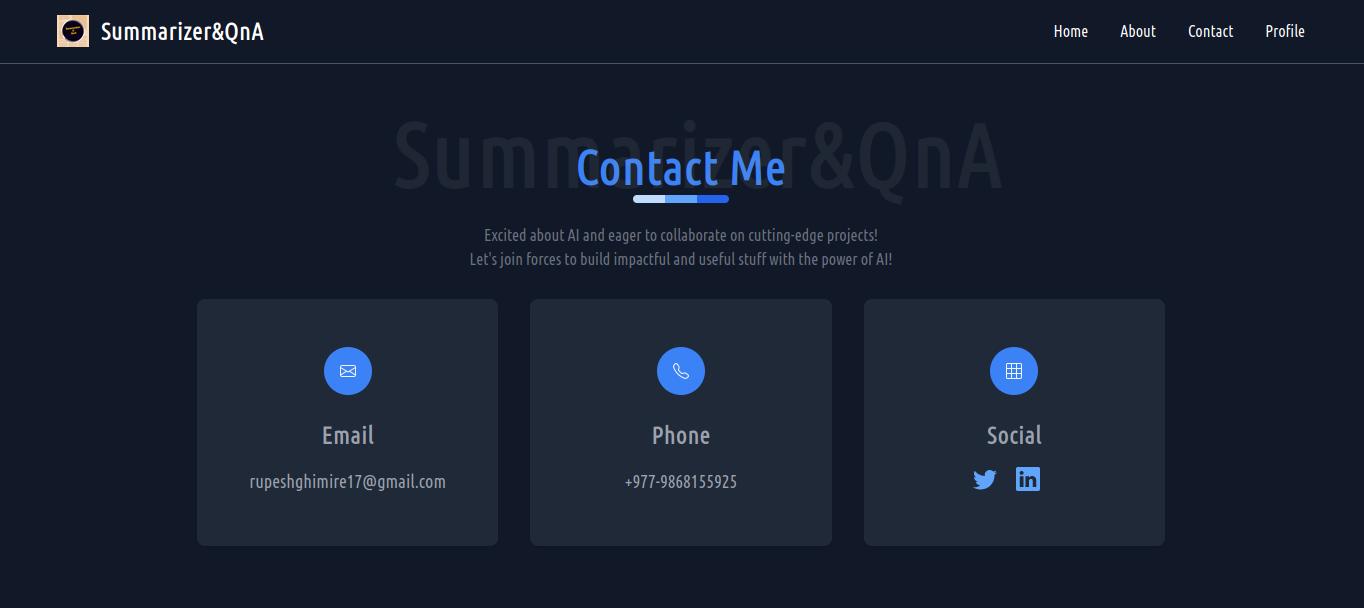 Summarizer&QnA
Home About Contact Profile
Summarizer&QnA
Contact Me
Excited about AI and eager to collaborate on cutting-edge projects!
Let's join forces to build impactful and useful stuff with the power of AI!
Email
rupeshghimire17@gmail.com
Phone
+977-9868155925
Social
in